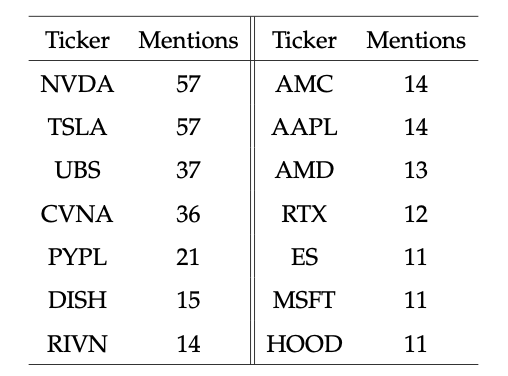 Ticker Mentions Ticker Mentions
NVDA 57 AMC 14
TSLA 57 AAPL 14
UBS 37 AMD 13
CVNA 36 RTX 12
PYPL 21 ES 11
DISH 15 MSFT 11
RIVN 14 HOOD 11